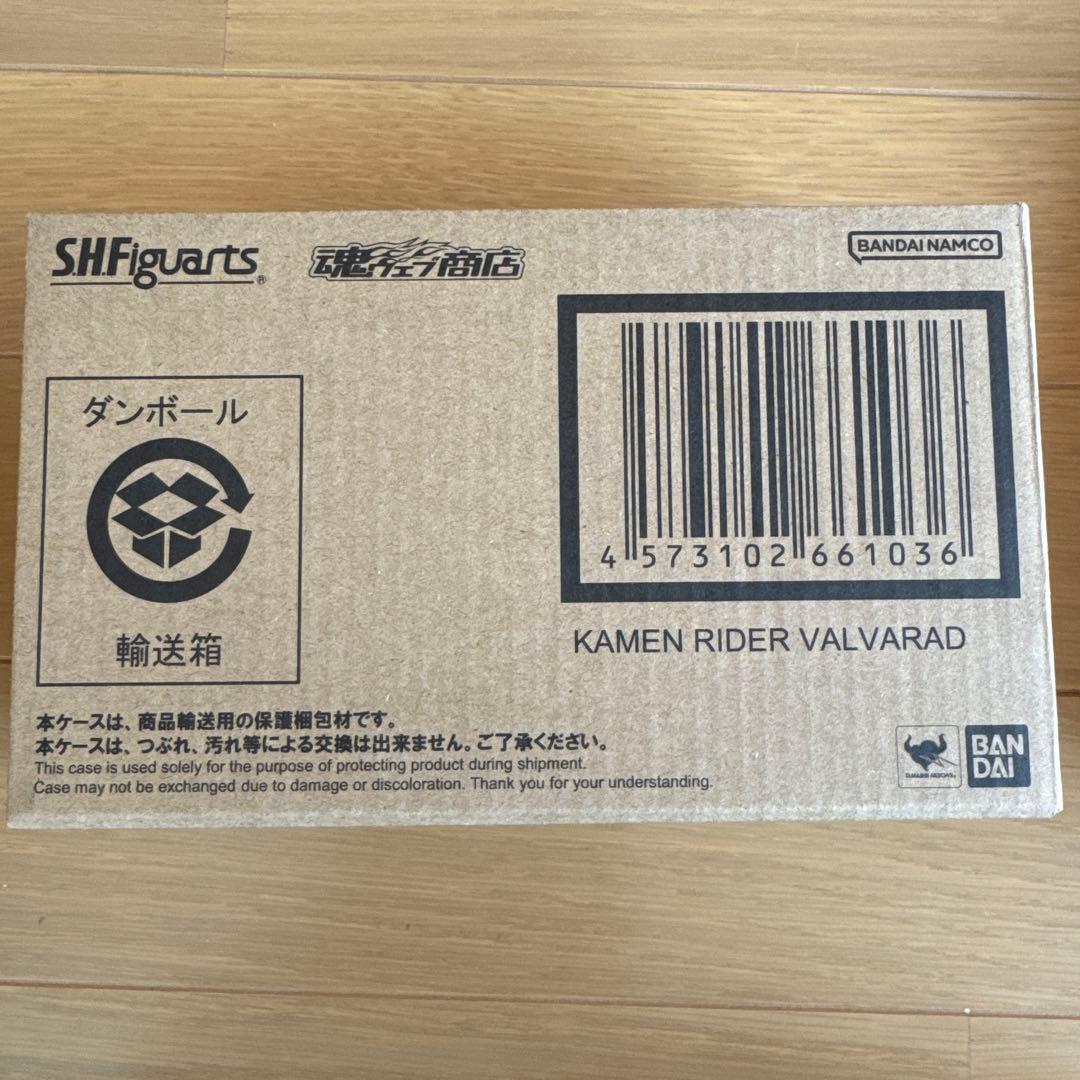 S.H.Figuarts®
魂ウェブ商店
BANDAI NAMCO
ダンボール
輸送箱
4 573102 661036
KAMEN RIDER VALVARAD
本ケースは、商品輸送用の保護梱包材です。
本ケースは、つぶれ、汚れ等による交換は出来ません。ご了承ください。
This case is used solely for the purpose of protecting product during shipment.
Case may not be exchanged due to damage or discoloration. Thank you for your understanding.
TAMASHII NATIONS
BAN
DAI